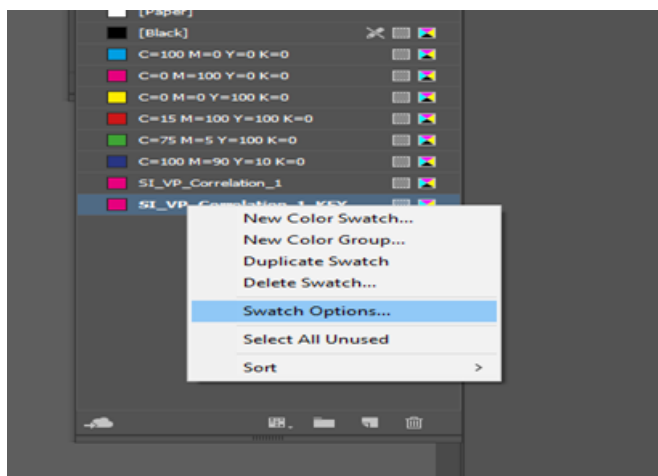 [Paper]
[Black]
C=100 M=0 Y=0 K=0
C=0 M=100 Y=0 K=0
C=0 M=0 Y=100 K=0
C=15 M=100 Y=100 K=0
C=75 M=5 Y=100 K=0
C=100 M=90 Y=10 K=0
SI_VP_Correlation_1
SI_VP_Correlation_1_KEY
New Color Swatch...
New Color Group...
Duplicate Swatch
Delete Swatch...
Swatch Options...
Select All Unused
Sort >